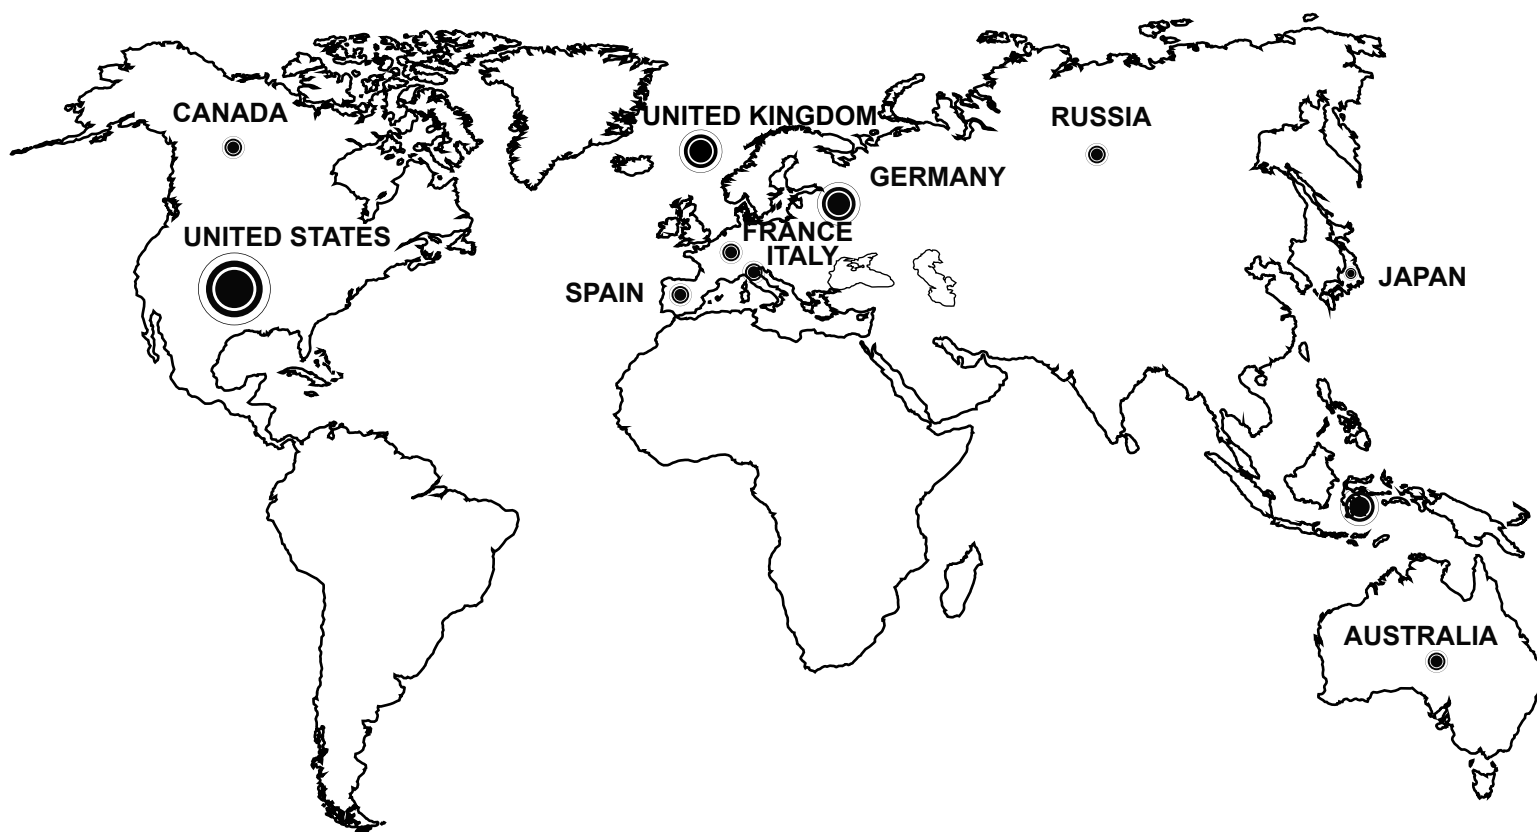 CANADA
UNITED KINGDOM
RUSSIA
GERMANY
UNITED STATES
FRANCE
ITALY
SPAIN
JAPAN
AUSTRALIA